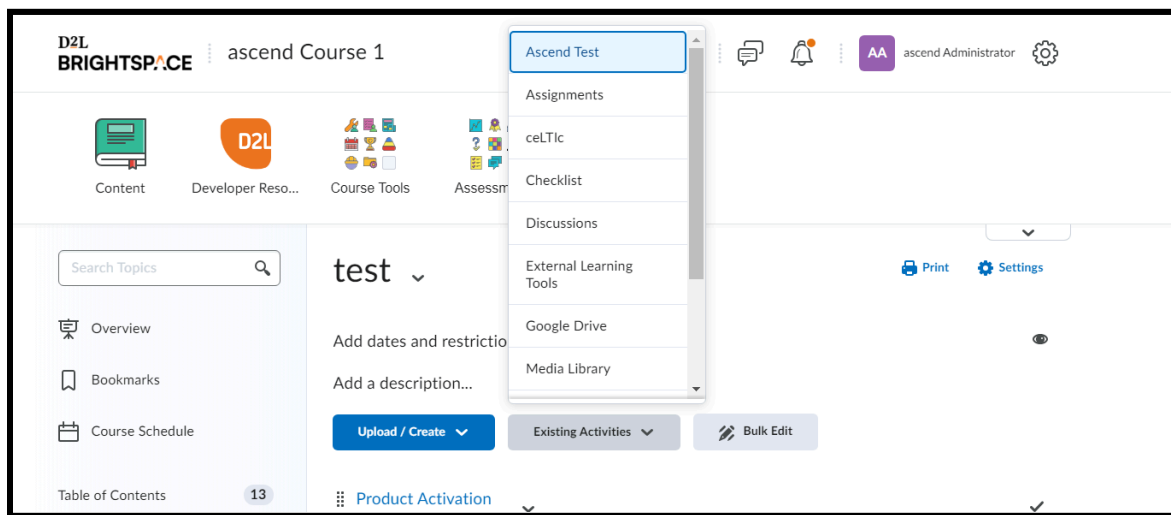 D2L
BRIGHTSPACE
ascend Course 1
AA
ascend Administrator
Content
D2L
Developer Reso...
Course Tools
Ascend Test
Assignments
ceLTIc
Checklist
Discussions
External Learning
Tools
Google Drive
Media Library
Search Topics
Overview
Bookmarks
Course Schedule
Table of Contents
13
test
Print
Settings
Add dates and
Add a description...
Upload / Create
Existing Activities
Bulk Edit
Product Activation